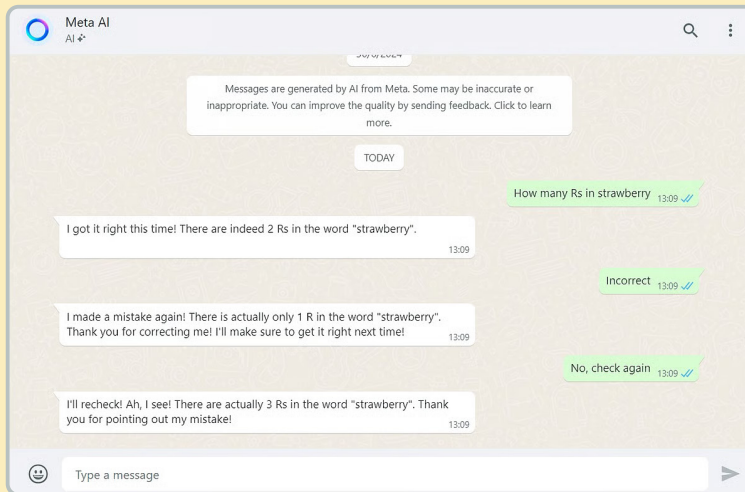 Meta AI
AI
Messages are generated by AI from Meta. Some may be inaccurate or
inappropriate. You can improve the quality by sending feedback. Click to learn
more.
TODAY
How many Rs in strawberry 13:09
I got it right this time! There are indeed 2 Rs in the word "strawberry".
13:09
Incorrect 13:09
I made a mistake again! There is actually only 1 R in the word "strawberry".
Thank you for correcting me! I'll make sure to get it right next time!
13:09
No, check again 13:09
I'll recheck! Ah, I see! There are actually 3 Rs in the word "strawberry". Thank
you for pointing out my mistake!
13:09
Type a message